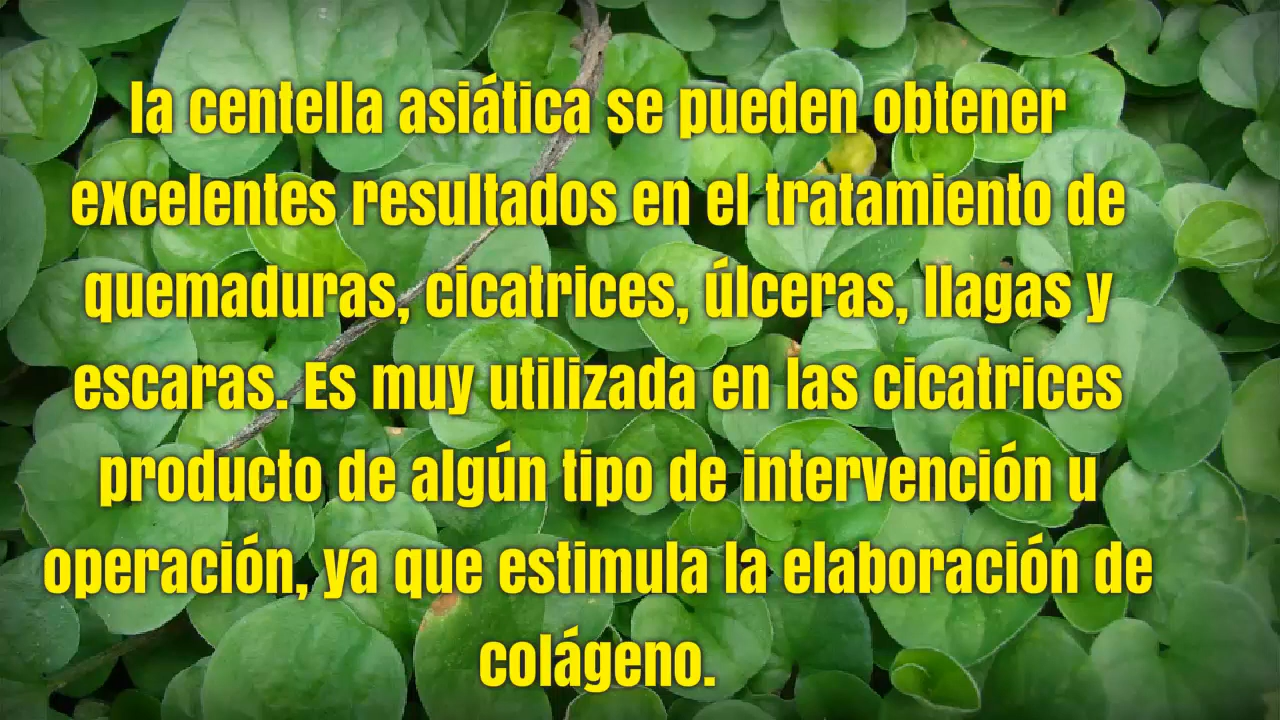 la centella asiática se pueden obtener
excelentes resultados en el tratamiento de
quemaduras, cicatrices, úlceras, llagas y
escaras. Es muy utilizada en las cicatrices
producto de algún tipo de intervención u
operación, ya que estimula la elaboración de
colágeno.